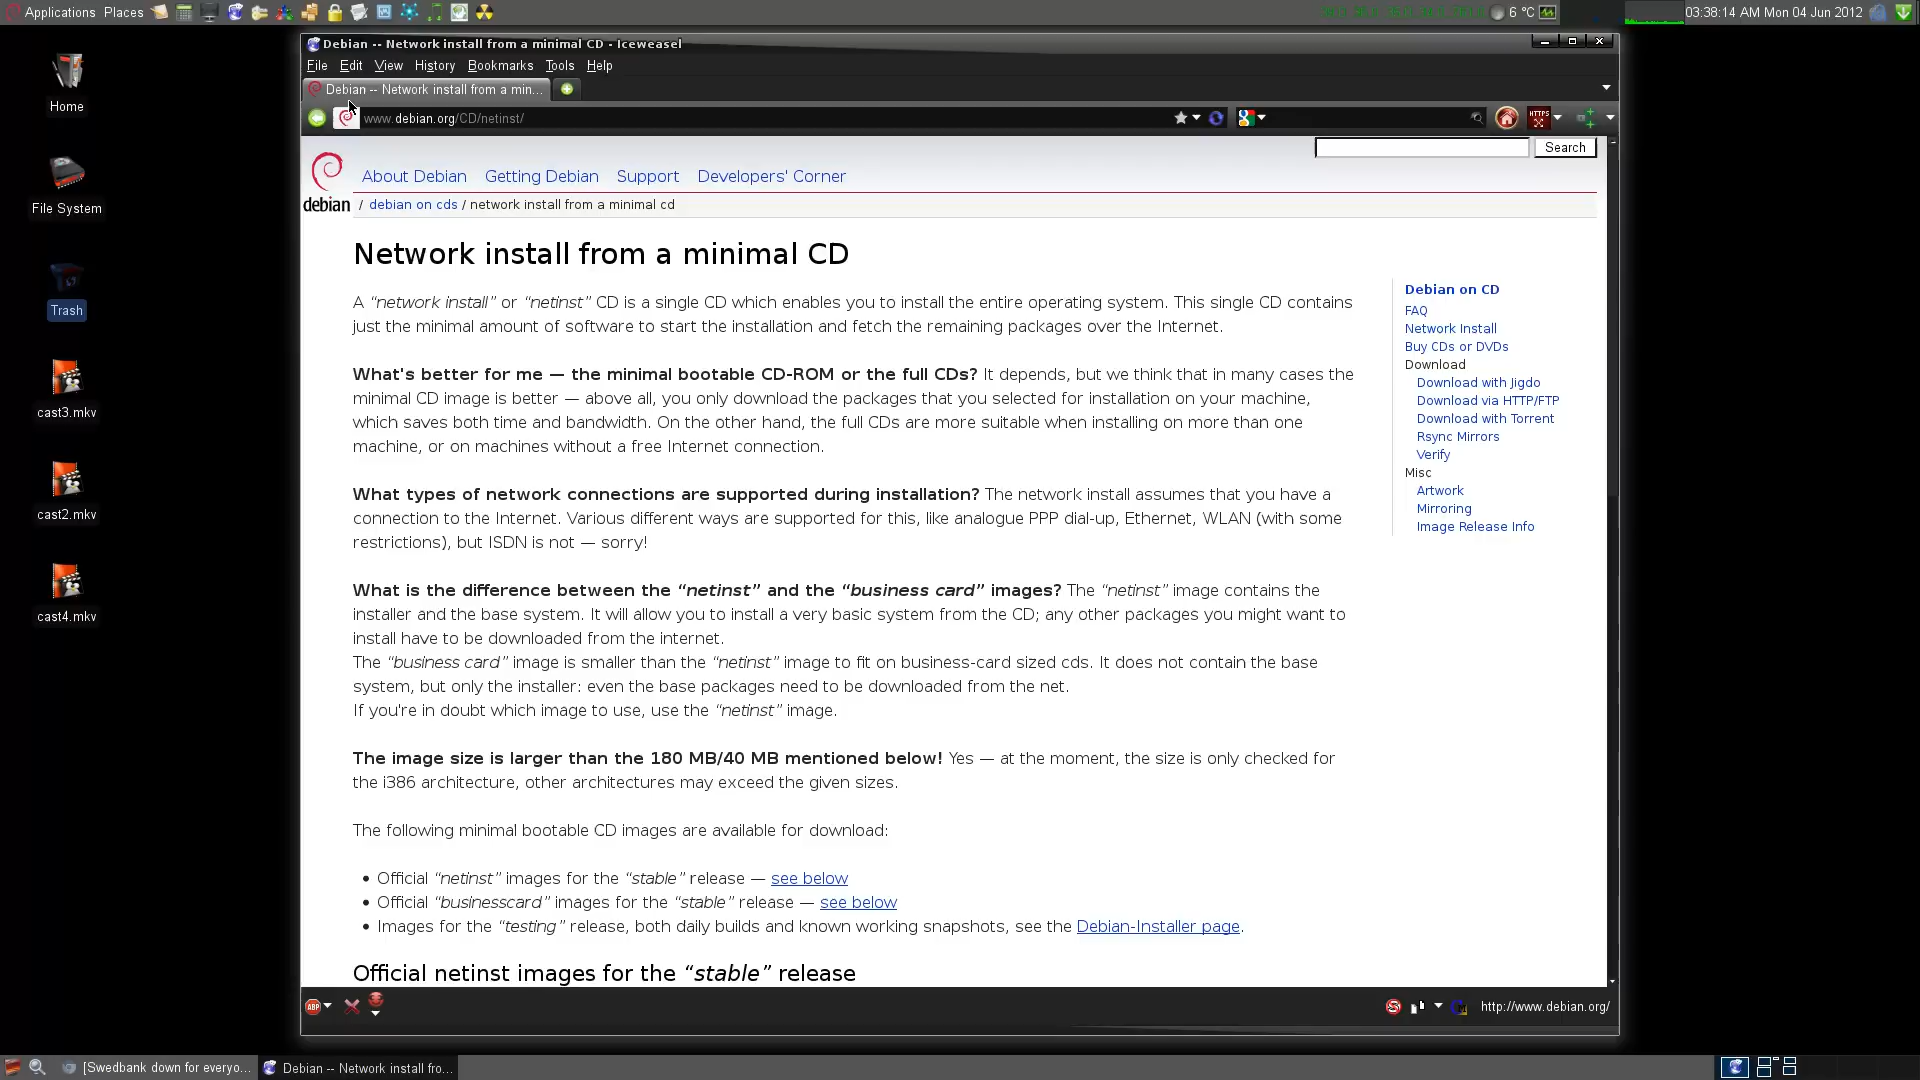 Applications Places
6 °C
03:38:14 AM Mon 04 Jun 2012
Home
File System
Trash
cast3.mkv
cast2.mkv
cast4.mkv
Debian -- Network install from a minimal CD - Iceweasel
File Edit View History Bookmarks Tools Help
Debian -- Network install from a min...
www.debian.org/CD/netinst/
HTTPS
Search
debian
About Debian Getting Debian Support Developers' Corner
/ debian on cds / network install from a minimal cd
Network install from a minimal CD
A “network install” or “netinst” CD is a single CD which enables you to install the entire operating system. This single CD contains
just the minimal amount of software to start the installation and fetch the remaining packages over the Internet.
What's better for me — the minimal bootable CD-ROM or the full CDs? It depends, but we think that in many cases the
minimal CD image is better — above all, you only download the packages that you selected for installation on your machine,
which saves both time and bandwidth. On the other hand, the full CDs are more suitable when installing on more than one
machine, or on machines without a free Internet connection.
What types of network connections are supported during installation? The network install assumes that you have a
connection to the Internet. Various different ways are supported for this, like analogue PPP dial-up, Ethernet, WLAN (with some
restrictions), but ISDN is not — sorry!
What is the difference between the “netinst” and the “business card” images? The “netinst” image contains the
installer and the base system. It will allow you to install a very basic system from the CD; any other packages you might want to
install have to be downloaded from the internet.
The “business card” image is smaller than the “netinst” image to fit on business-card sized cds. It does not contain the base
system, but only the installer: even the base packages need to be downloaded from the net.
If you're in doubt which image to use, use the “netinst” image.
The image size is larger than the 180 MB/40 MB mentioned below! Yes — at the moment, the size is only checked for
the i386 architecture, other architectures may exceed the given sizes.
The following minimal bootable CD images are available for download:
• Official “netinst” images for the “stable” release — see below
• Official “businesscard” images for the “stable” release — see below
• Images for the “testing” release, both daily builds and known working snapshots, see the Debian-Installer page.
Official netinst images for the “stable” release
Debian on CD
FAQ
Network Install
Buy CDs or DVDs
Download
Download with Jigdo
Download via HTTP/FTP
Download with Torrent
Rsync Mirrors
Verify
Misc
Artwork
Mirroring
Image Release Info
ABP
http://www.debian.org/
[Swedbank down for everyo...
Debian -- Network install fro...